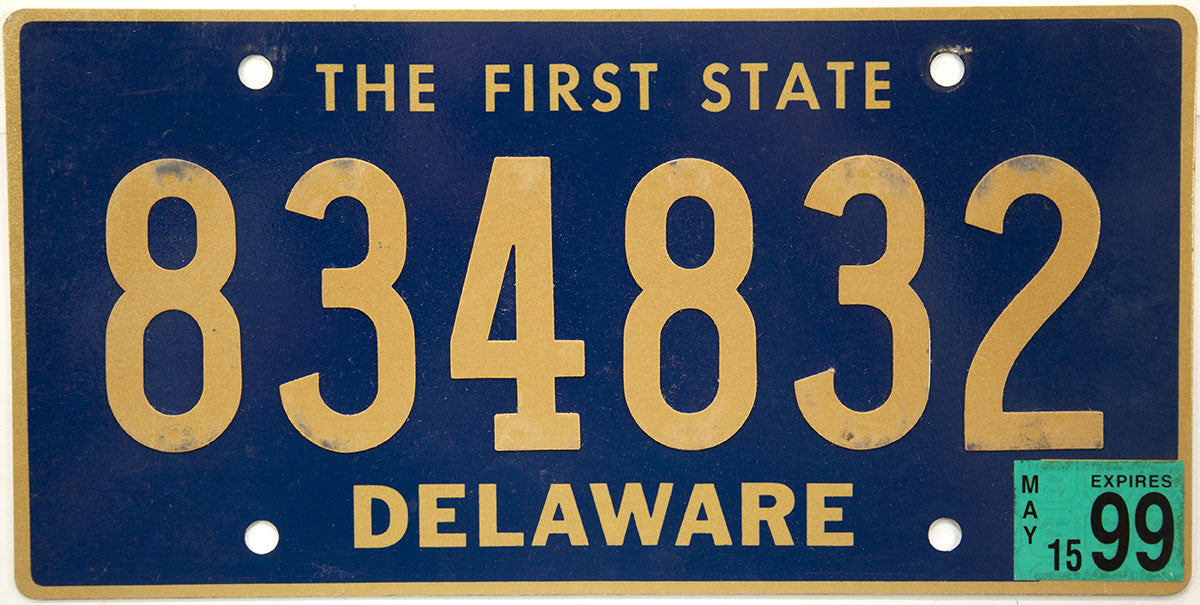 THE FIRST STATE
834832
DELAWARE
MAY
EXPIRES
15 99